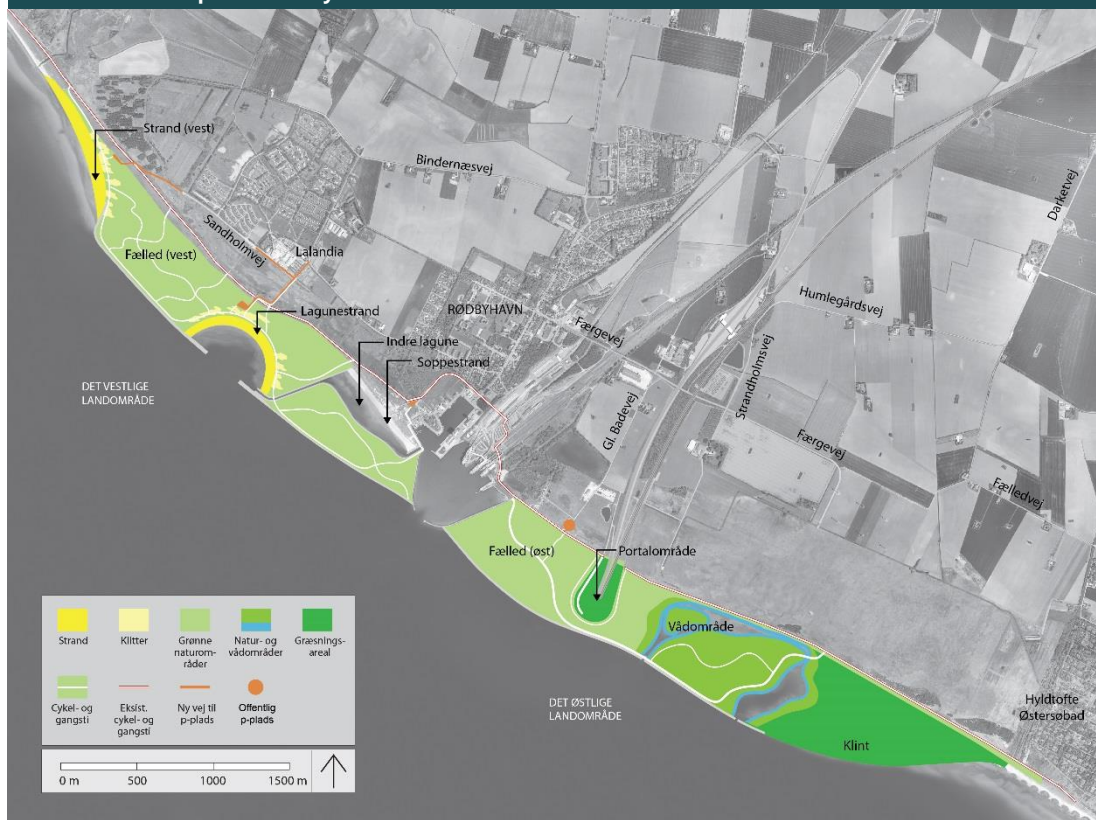 Strand (vest)
Bindernæsvej
Darketvej
Sandholmvej
Fælled (vest)
Lalandia
Lagunestrand
RØDBYHAVN
Færgevej
Humlegårdsvej
Indre lagune
Soppestrand
Strandholmsvej
DET VESTLIGE
LANDOMRÅDE
Gl. Badevej
Færgevej
Fælledvej
Fælled (øst)
Portalområde
Vådområde
DET ØSTLIGE
LANDOMRÅDE
Hyldtofte
Østersøbad
Klint
Strand
Klitter
Grønne
naturom-
råder
Natur- og
vådområder
Græsnings-
areal
Cykel- og
gangsti
Eksist.
cykel- og
gangsti
Ny vej til
p-plads
Offentlig
p-plads
0 m
500
1000
1500 m